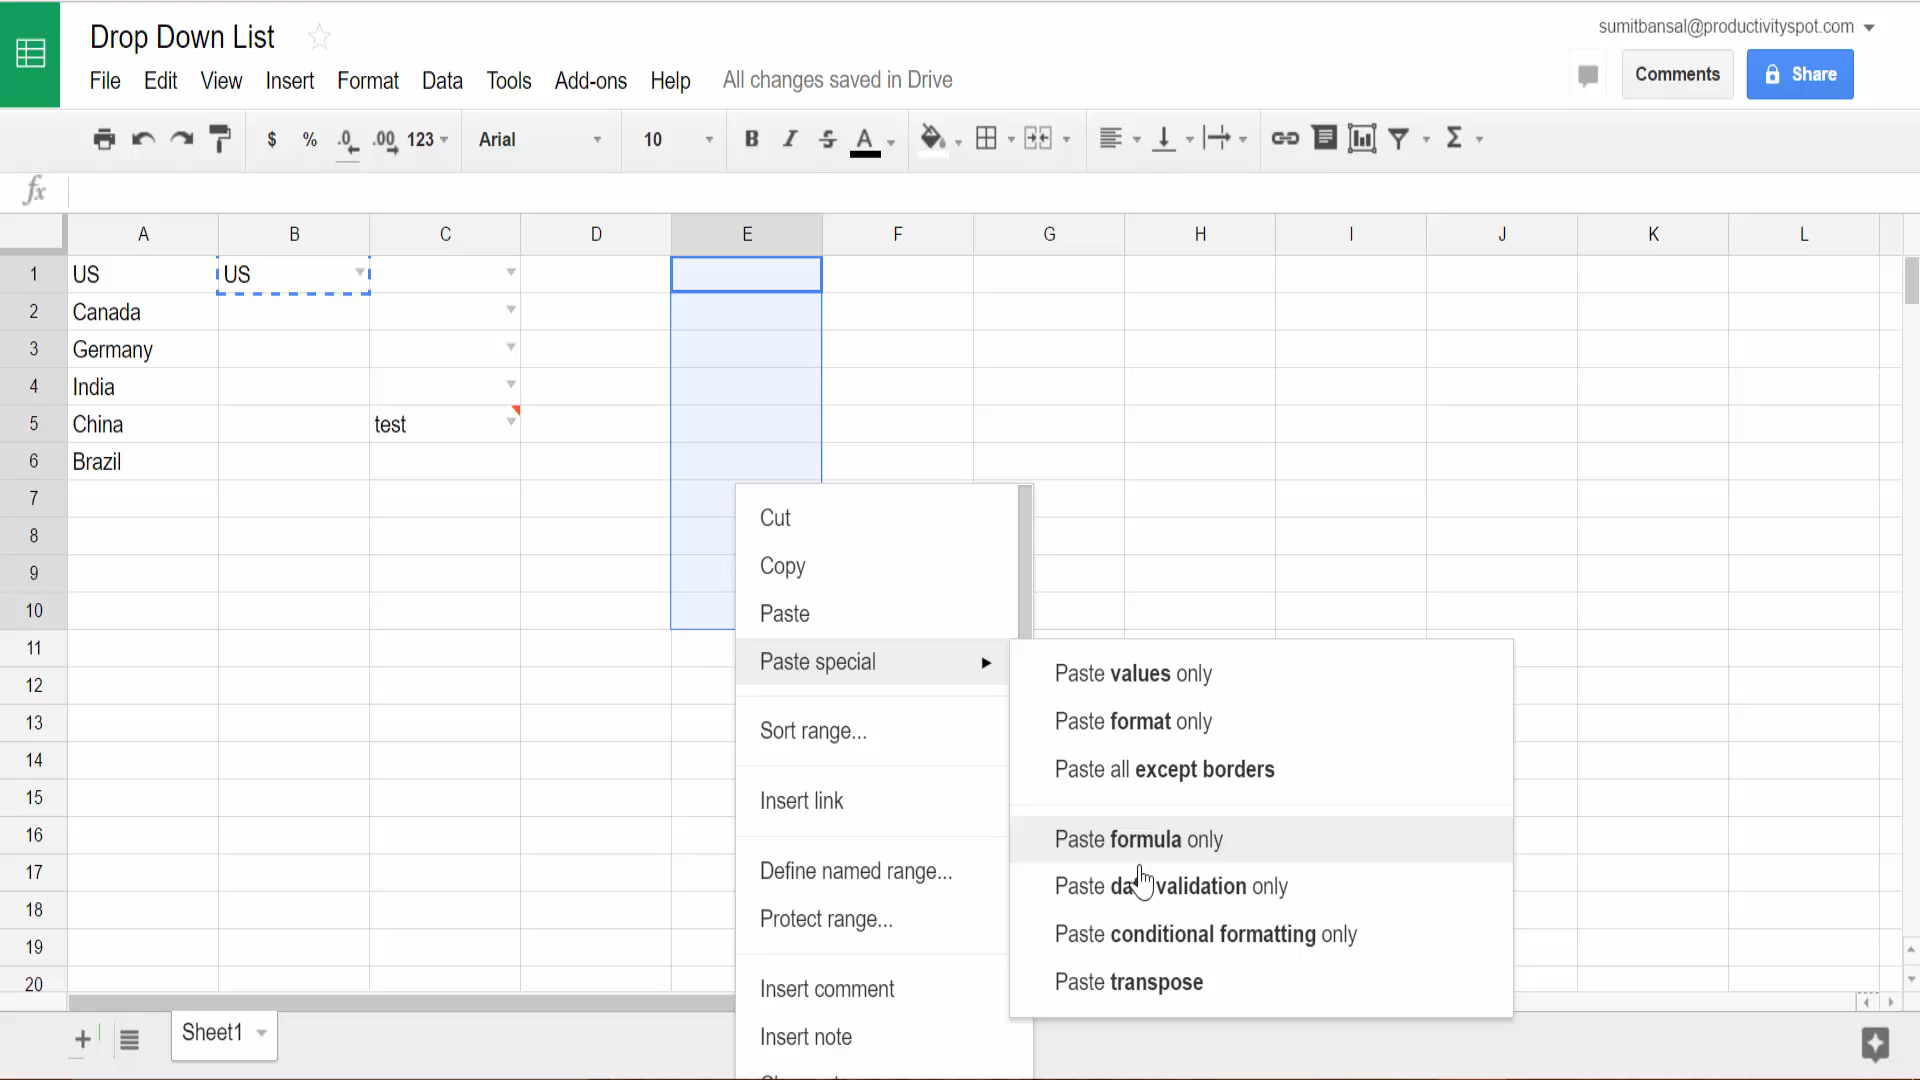 Drop Down List
sumitbansal@productivityspot.com
File Edit View Insert Format Data Tools Add-ons Help All changes saved in Drive
Comments
Share
$ % .0 .00 123 Arial 10 B I S A Σ
fx
A B C D E F G H I J K L
1 US US
2 Canada
3 Germany
4 India
5 China test
6 Brazil
7
8
9
10
11
12
13
14
15
16
17
18
19
20
Cut
Copy
Paste
Paste special
Sort range...
Insert link
Define named range...
Protect range...
Insert comment
Insert note
Paste values only
Paste format only
Paste all except borders
Paste formula only
Paste data validation only
Paste conditional formatting only
Paste transpose
Sheet1